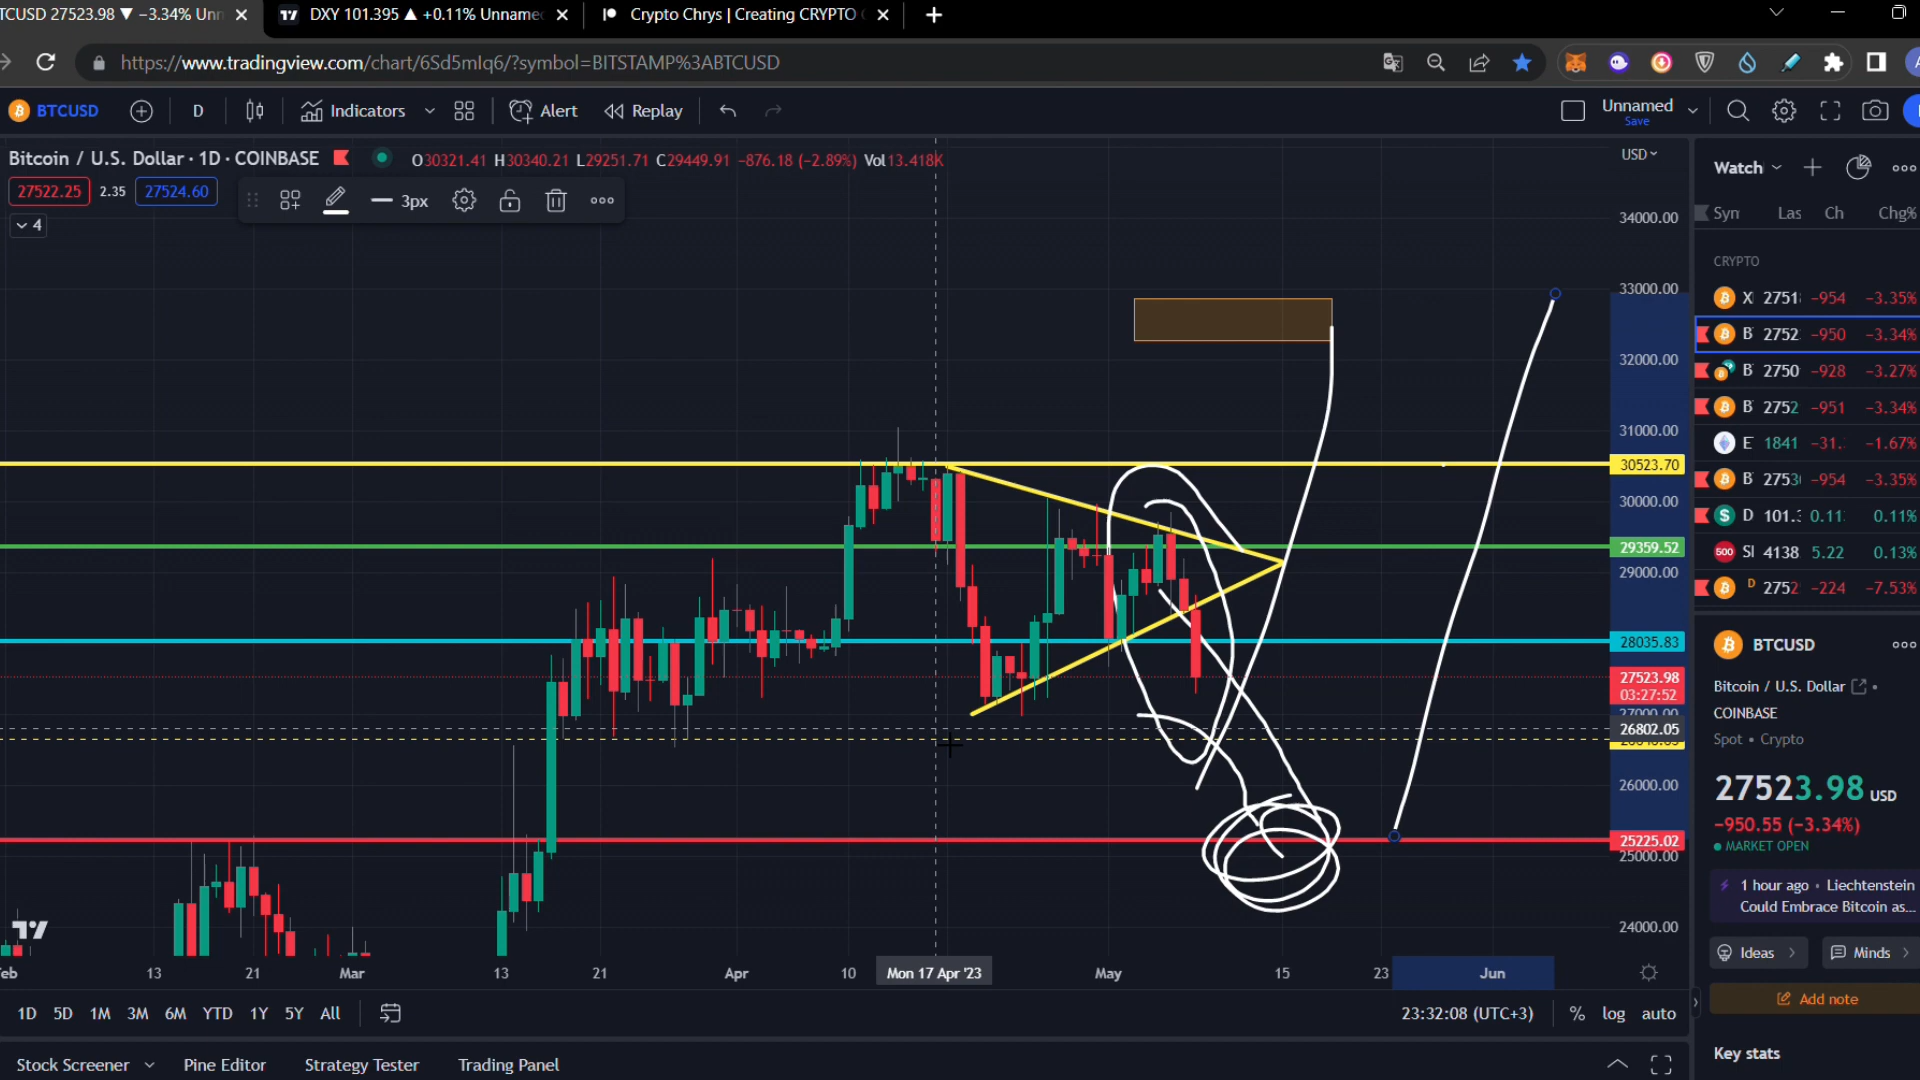 TCUSD 27523.98 ▼ −3.34% Unn
DXY 101.395 ▲ +0.11% Unname
Crypto Chrys | Creating CRYPTO
https://www.tradingview.com/chart/6Sd5mIq6/?symbol=BITSTAMP%3ABTCUSD
BTCUSD
D
Indicators
Alert
Replay
Unnamed
Save
Bitcoin / U.S. Dollar · 1D · COINBASE
O30321.41 H30340.21 L29251.71 C29449.91 −876.18 (−2.89%) Vol 13.418K
27522.25 2.35 27524.60
3px
4
USD
34000.00
33000.00
32000.00
31000.00
30523.70
30000.00
29359.52
29000.00
28035.83
27523.98
03:27:52
27000.00
26802.05
26000.00
25225.02
25000.00
24000.00
eb 13 21 Mar 13 21 Apr 10 Mon 17 Apr '23 May 15 23 Jun
1D 5D 1M 3M 6M YTD 1Y 5Y All
23:32:08 (UTC+3) % log auto
Stock Screener Pine Editor Strategy Tester Trading Panel
Watch
Syn Las Ch Chg%
CRYPTO
X 2751 −954 −3.35%
B 2752 −950 −3.34%
B 2750 −928 −3.27%
B 2752 −951 −3.34%
E 1841 −31. −1.67%
B 2753 −954 −3.35%
D 101.: 0.11 0.11%
500 SI 4138 5.22 0.13%
D 2752 −224 −7.53%
BTCUSD
Bitcoin / U.S. Dollar
COINBASE
Spot • Crypto
27523.98 USD
−950.55 (−3.34%)
MARKET OPEN
1 hour ago • Liechtenstein
Could Embrace Bitcoin as...
Ideas
Minds
Add note
Key stats